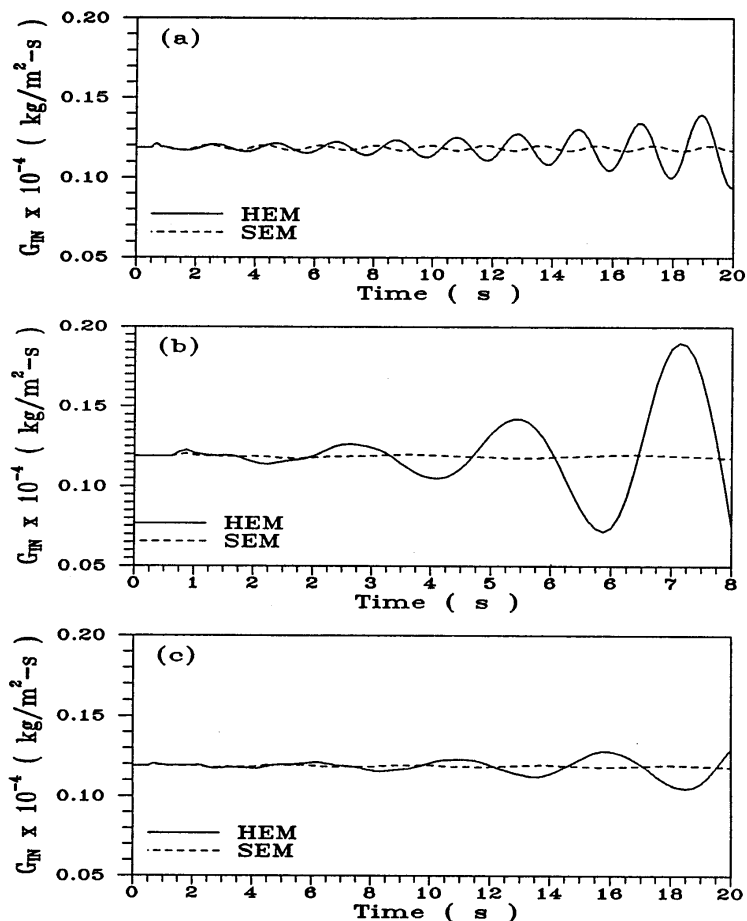 (a)
0.20
0.15
0.10
0.05
G_IN x 10⁻⁴ ( kg/m²-s )
HEM
SEM
0 2 4 6 8 10 12 14 16 18 20
Time ( s )
(b)
0.20
0.15
0.10
0.05
G_IN x 10⁻⁴ ( kg/m²-s )
HEM
SEM
0 1 2 2 3 4 5 6 6 7 8
Time ( s )
(c)
0.20
0.15
0.10
0.05
G_IN x 10⁻⁴ ( kg/m²-s )
HEM
SEM
0 2 4 6 8 10 12 14 16 18 20
Time ( s )